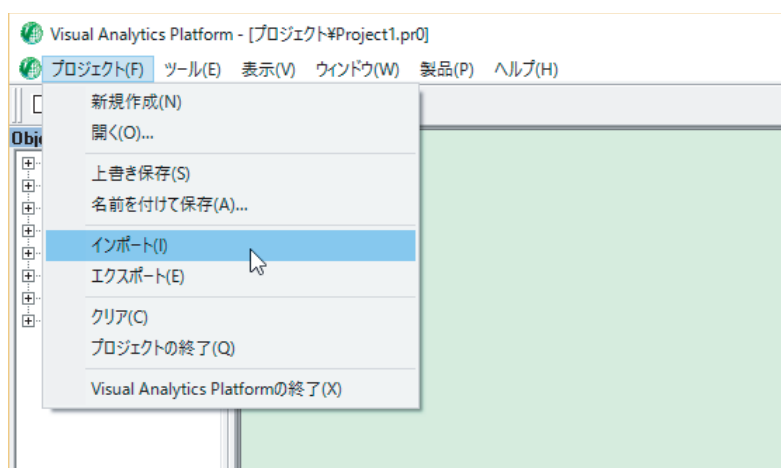 Visual Analytics Platform - [プロジェクト¥Project1.pr0]
プロジェクト(F) ツール(E) 表示(V) ウィンドウ(W) 製品(P) ヘルプ(H)
新規作成(N)
開く(O)...
Obje
上書き保存(S)
名前を付けて保存(A)...
インポート(I)
エクスポート(E)
クリア(C)
プロジェクトの終了(Q)
Visual Analytics Platformの終了(X)